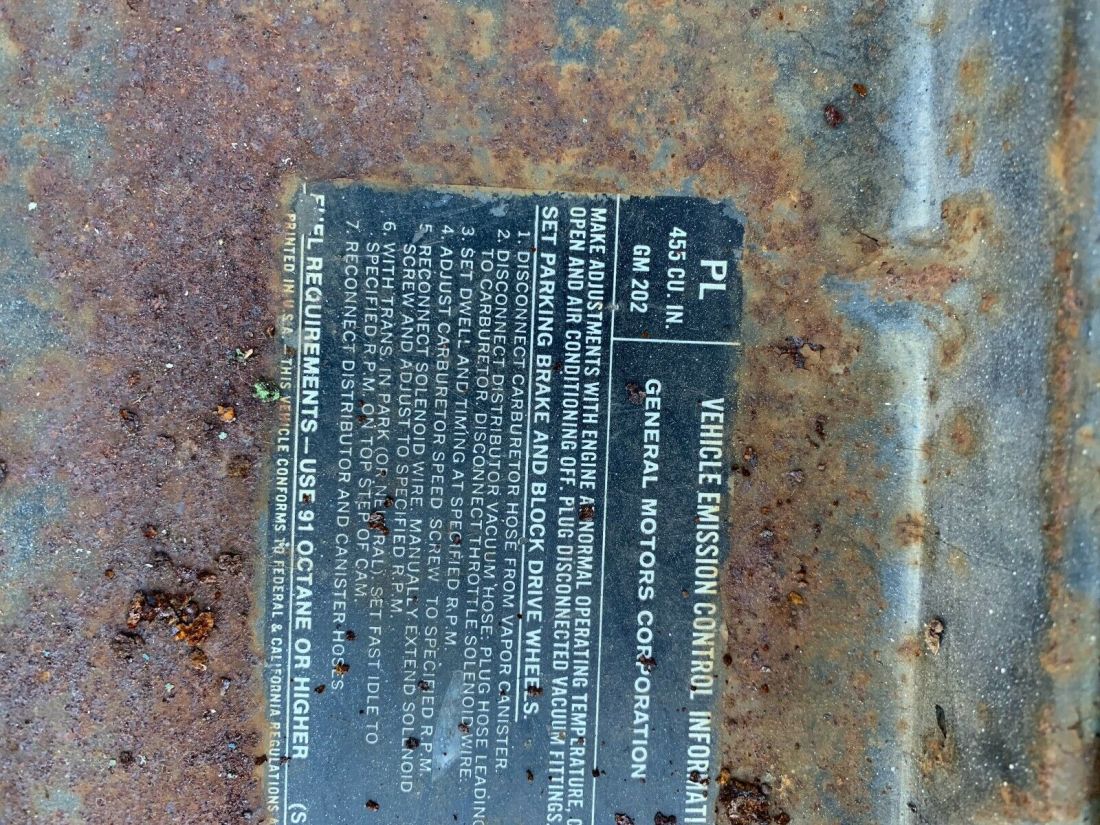 PL
455 CU. IN.
GM 202
VEHICLE EMISSION CONTROL INFORMATI
GENERAL MOTORS CORPORATION
MAKE ADJUSTMENTS WITH ENGINE AT NORMAL OPERATING TEMPERATURE, C
OPEN AND AIR CONDITIONING OFF. PLUG DISCONNECTED VACUUM FITTINGS.
SET PARKING BRAKE AND BLOCK DRIVE WHEELS.
1. DISCONNECT CARBURETOR HOSE FROM VAPOR CANISTER.
2. DISCONNECT DISTRIBUTOR VACUUM HOSE. PLUG HOSE LEADING
TO CARBURETOR. DISCONNECT THROTTLE SOLENOID WIRE.
3. SET DWELL AND TIMING AT SPECIFIED R.P.M.
4. ADJUST CARBURETOR SPEED SCREW TO SPECIFIED R.P.M.
5. RECONNECT SOLENOID WIRE, MANUALLY EXTEND SOLENOID
SCREW AND ADJUST TO SPECIFIED R.P.M.
6. WITH TRANS. IN PARK (OR NEUTRAL), SET FAST IDLE TO
SPECIFIED R.P.M. ON TOP STEP OF CAM.
7. RECONNECT DISTRIBUTOR AND CANISTER HOSES
FUEL REQUIREMENTS—USE 91 OCTANE OR HIGHER (S
PRINTED IN U.S.A. THIS VEHICLE CONFORMS TO FEDERAL & CALIFORNIA REGULATIONS A